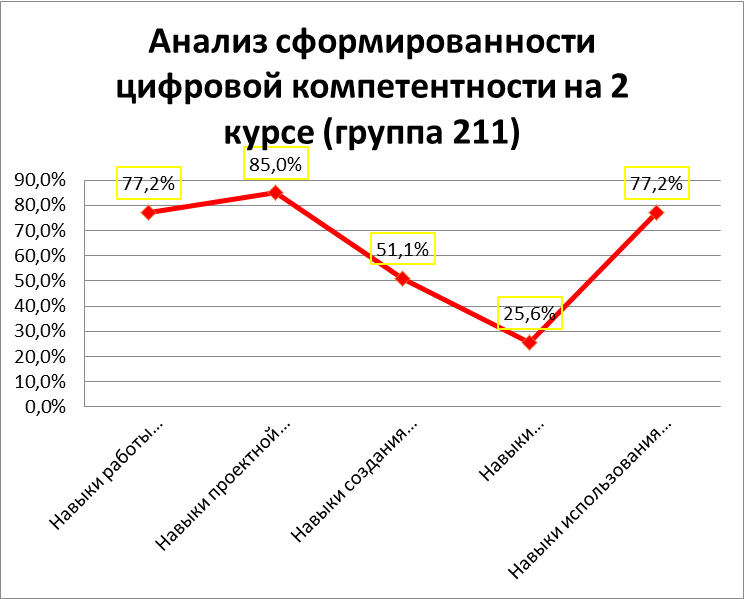 Анализ сформированности
цифровой компетентности на 2
курсе (группа 211)
77,2%
85,0%
51,1%
25,6%
77,2%
90,0%
80,0%
70,0%
60,0%
50,0%
40,0%
30,0%
20,0%
10,0%
0,0%
Навыки работы...
Навыки проектной...
Навыки создания...
Навыки...
Навыки использования...